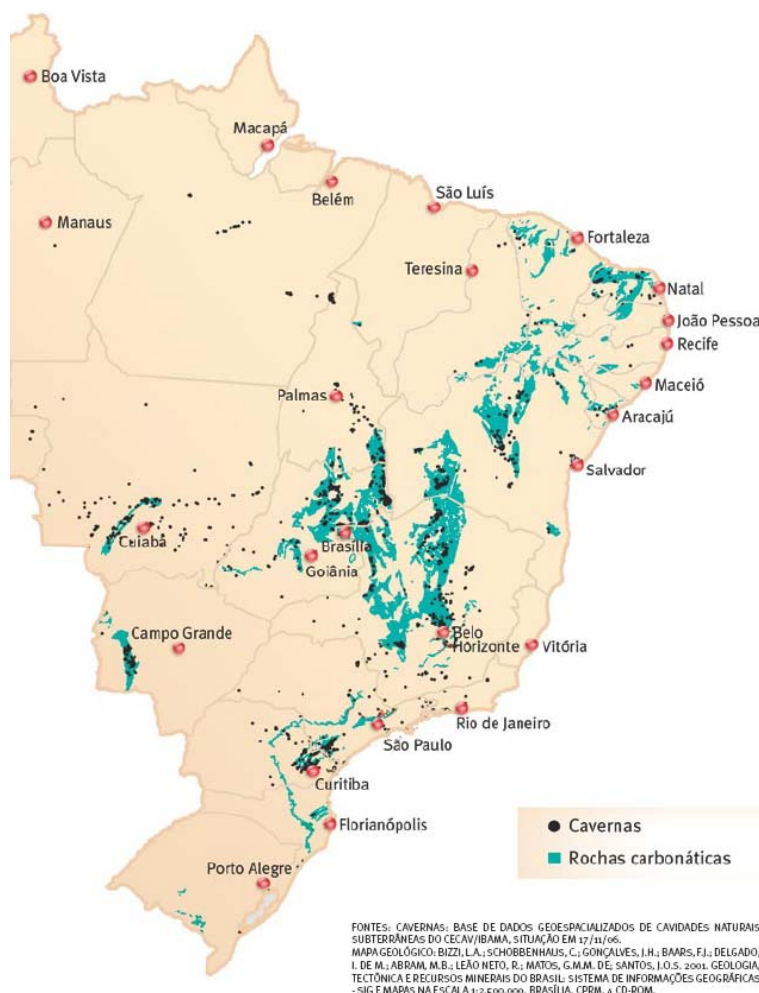 Boa Vista
Macapá
Belém
São Luís
Manaus
Fortaleza
Teresina
Natal
João Pessoa
Recife
Maceió
Palmas
Aracajú
Salvador
Cuiabá
Brasília
Goiânia
Campo Grande
Belo
Horizonte
Vitória
Rio de Janeiro
São Paulo
Curitiba
Florianópolis
Cavernas
Rochas carbonáticas
Porto Alegre
FONTES: CAVERNAS: BASE DE DADOS GEOESPACIALIZADOS DE CAVIDADES NATURAIS
SUBTERRÂNEAS DO CECAV/IBAMA, SITUAÇÃO EM 17/11/06.
MAPA GEOLÓGICO: BIZZI, L.A.; SCHOBBENHAUS, C.; GONÇALVES, J.H.; BAARS, F.J.; DELGADO,
I. DE M.; ABRAM, M.B.; LEÃO NETO, R.; MATOS, G.M.M. DE; SANTOS, J.O.S. 2001. GEOLOGIA,
TECTÔNICA E RECURSOS MINERAIS DO BRASIL: SISTEMA DE INFORMAÇÕES GEOGRÁFICAS
- SIG E MAPAS NA ESCALA 1:2.500.000. BRASÍLIA, CPRM. 4 CD-ROM.